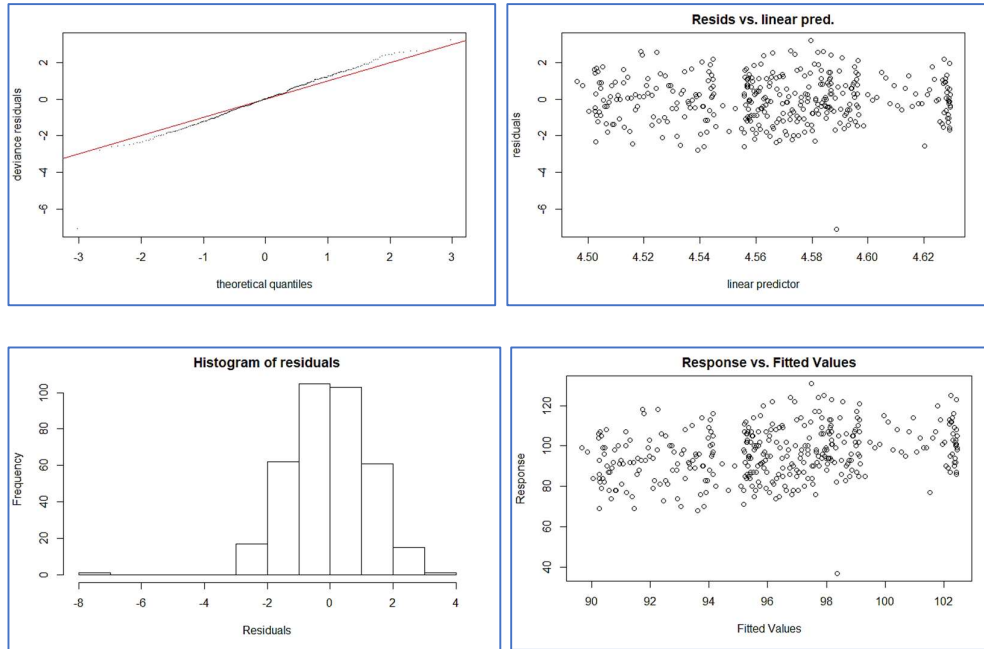 deviance residuals
2
0
-2
-4
-6
-3 -2 -1 0 1 2 3
theoretical quantiles
Resids vs. linear pred.
residuals
2
0
-2
-4
-6
4.50 4.52 4.54 4.56 4.58 4.60 4.62
linear predictor
Histogram of residuals
Frequency
100
80
60
40
20
0
-8 -6 -4 -2 0 2 4
Residuals
Response vs. Fitted Values
Response
120
100
80
60
40
90 92 94 96 98 100 102
Fitted Values